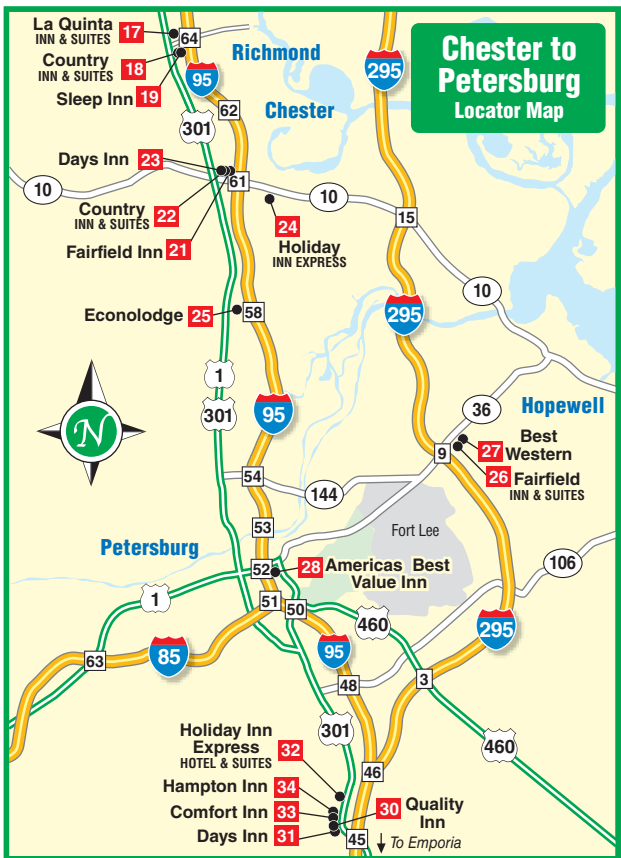 Chester to
Petersburg
Locator Map
La Quinta 17
INN & SUITES
64
Country 18
INN & SUITES
Sleep Inn 19
Richmond
295
95
Chester
62
301
Days Inn 23
10
61
10
Country 22
INN & SUITES
Fairfield Inn 21
24
Holiday
INN EXPRESS
15
10
Econolodge 25
58
295
1
301
95
36
Hopewell
N
9
27 Best
Western
26 Fairfield
INN & SUITES
54
144
53
Fort Lee
Petersburg
52
28 Americas Best
Value Inn
106
1
51
50
460
295
63
85
95
48
3
301
460
Holiday Inn
Express 32
HOTEL & SUITES
46
Hampton Inn 34
Comfort Inn 33
30 Quality
Inn
Days Inn 31
45
To Emporia